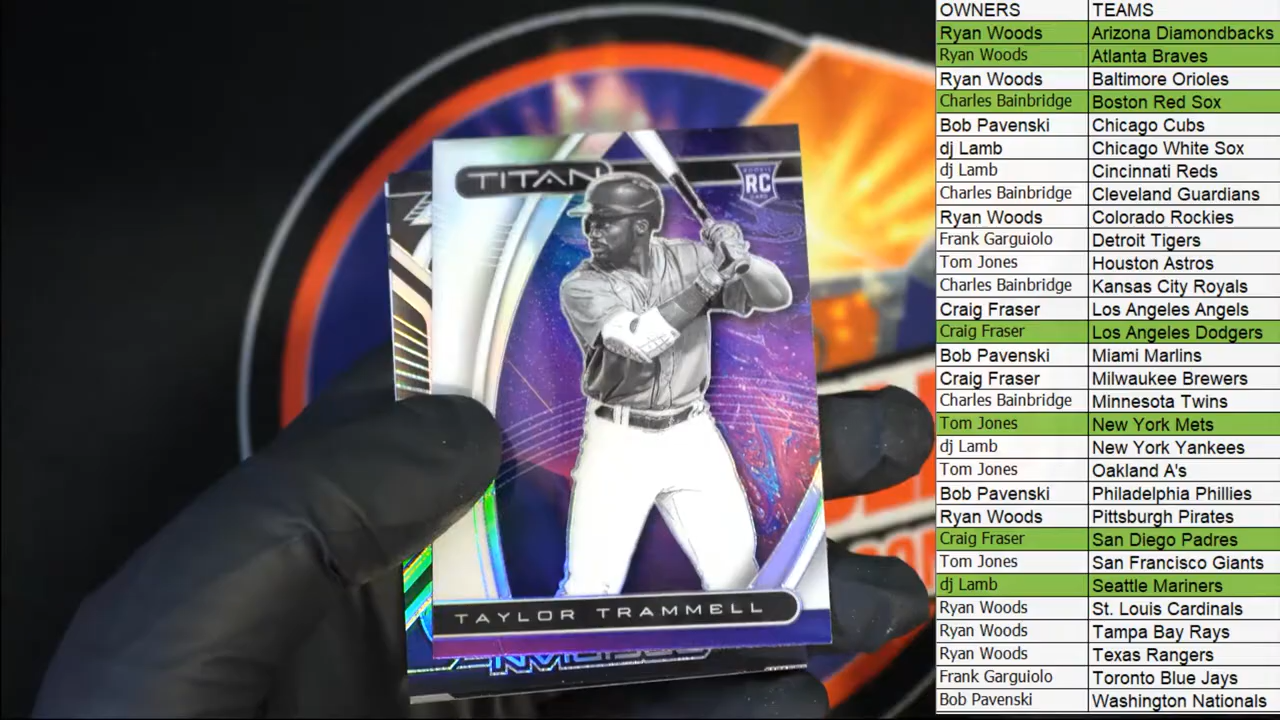 TITAN
ROOKIE
RC
CARD
TAYLOR TRAMMELL
OWNERS TEAMS
Ryan Woods Arizona Diamondbacks
Ryan Woods Atlanta Braves
Ryan Woods Baltimore Orioles
Charles Bainbridge Boston Red Sox
Bob Pavenski Chicago Cubs
dj Lamb Chicago White Sox
dj Lamb Cincinnati Reds
Charles Bainbridge Cleveland Guardians
Ryan Woods Colorado Rockies
Frank Garguiolo Detroit Tigers
Tom Jones Houston Astros
Charles Bainbridge Kansas City Royals
Craig Fraser Los Angeles Angels
Craig Fraser Los Angeles Dodgers
Bob Pavenski Miami Marlins
Craig Fraser Milwaukee Brewers
Charles Bainbridge Minnesota Twins
Tom Jones New York Mets
dj Lamb New York Yankees
Tom Jones Oakland A's
Bob Pavenski Philadelphia Phillies
Ryan Woods Pittsburgh Pirates
Craig Fraser San Diego Padres
Tom Jones San Francisco Giants
dj Lamb Seattle Mariners
Ryan Woods St. Louis Cardinals
Ryan Woods Tampa Bay Rays
Ryan Woods Texas Rangers
Frank Garguiolo Toronto Blue Jays
Bob Pavenski Washington Nationals